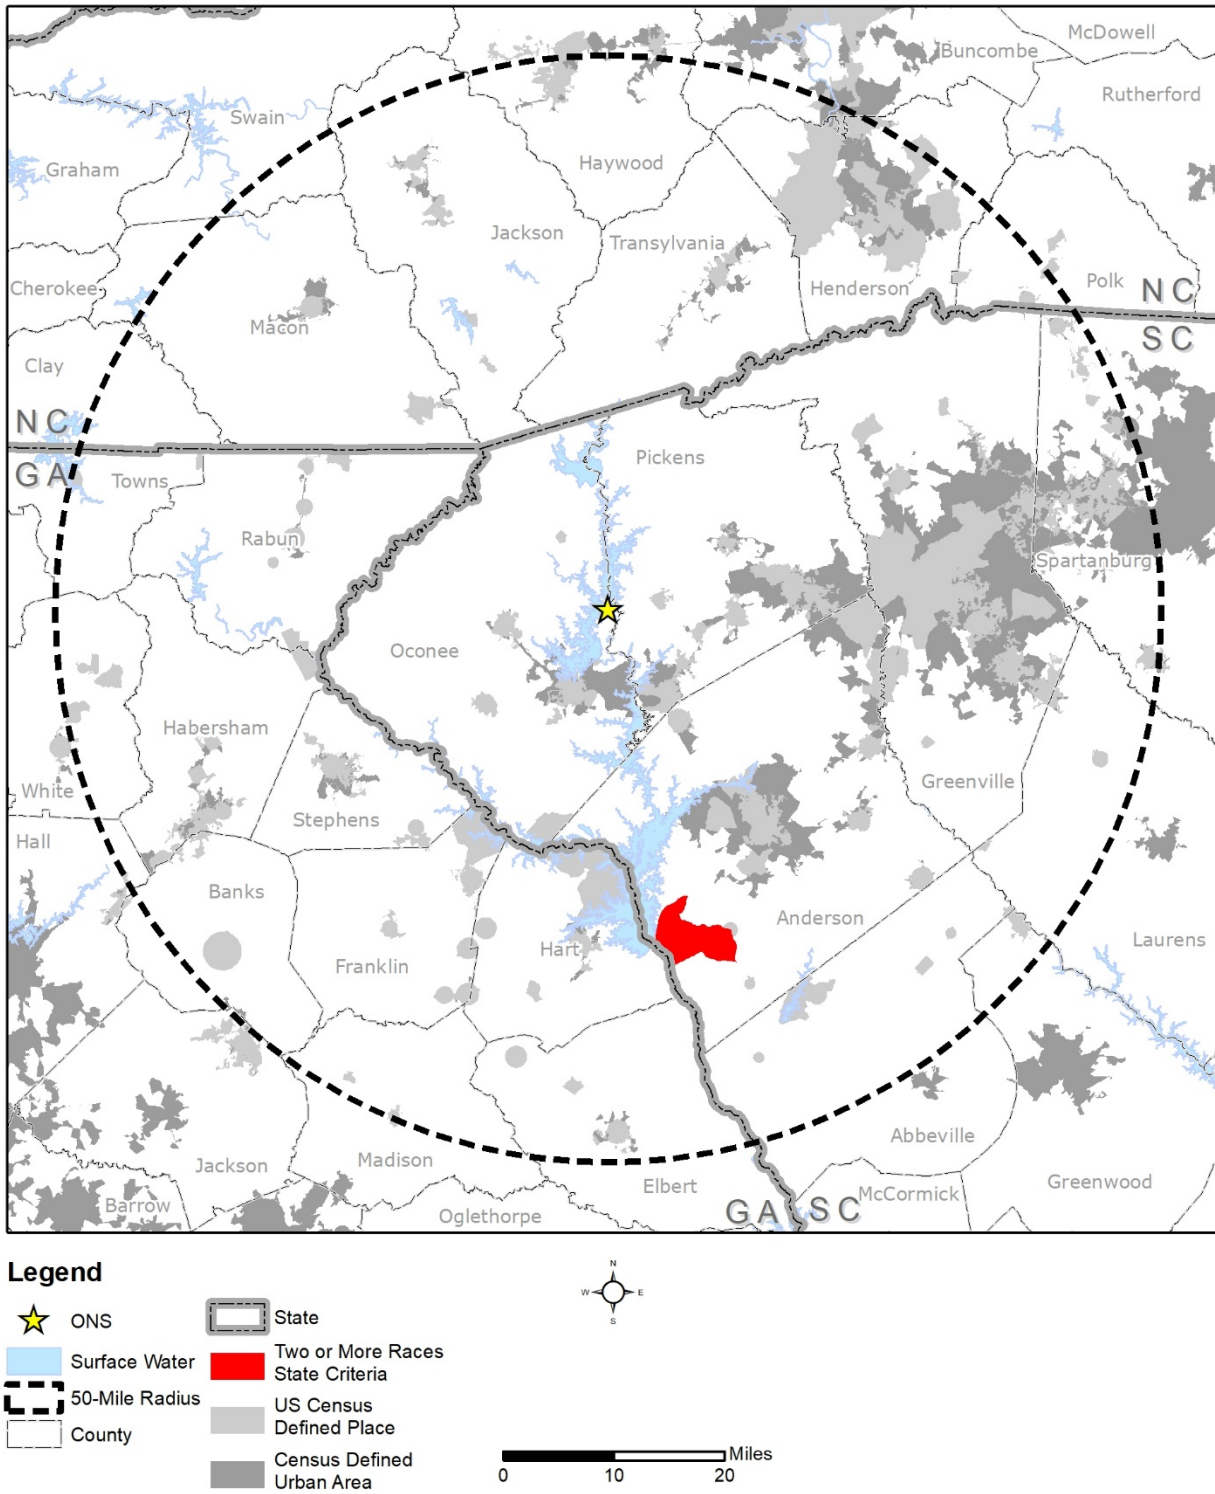 McDowell
Buncombe
Rutherford
Swain
Haywood
Graham
Jackson
Transylvania
Cherokee
Henderson
Polk
NC
SC
Macon
Clay
NC
GA
Pickens
Towns
Rabun
Spartanburg
Oconee
Habersham
White
Greenville
Stephens
Hall
Banks
Anderson
Hart
Laurens
Franklin
Abbeville
Jackson
Madison
Elbert
McCormick
Greenwood
Barrow
Oglethorpe
GA SC
Legend
ONS
Surface Water
50-Mile Radius
County
State
Two or More Races
State Criteria
US Census
Defined Place
Census Defined
Urban Area
N
W E
S
Miles
0 10 20